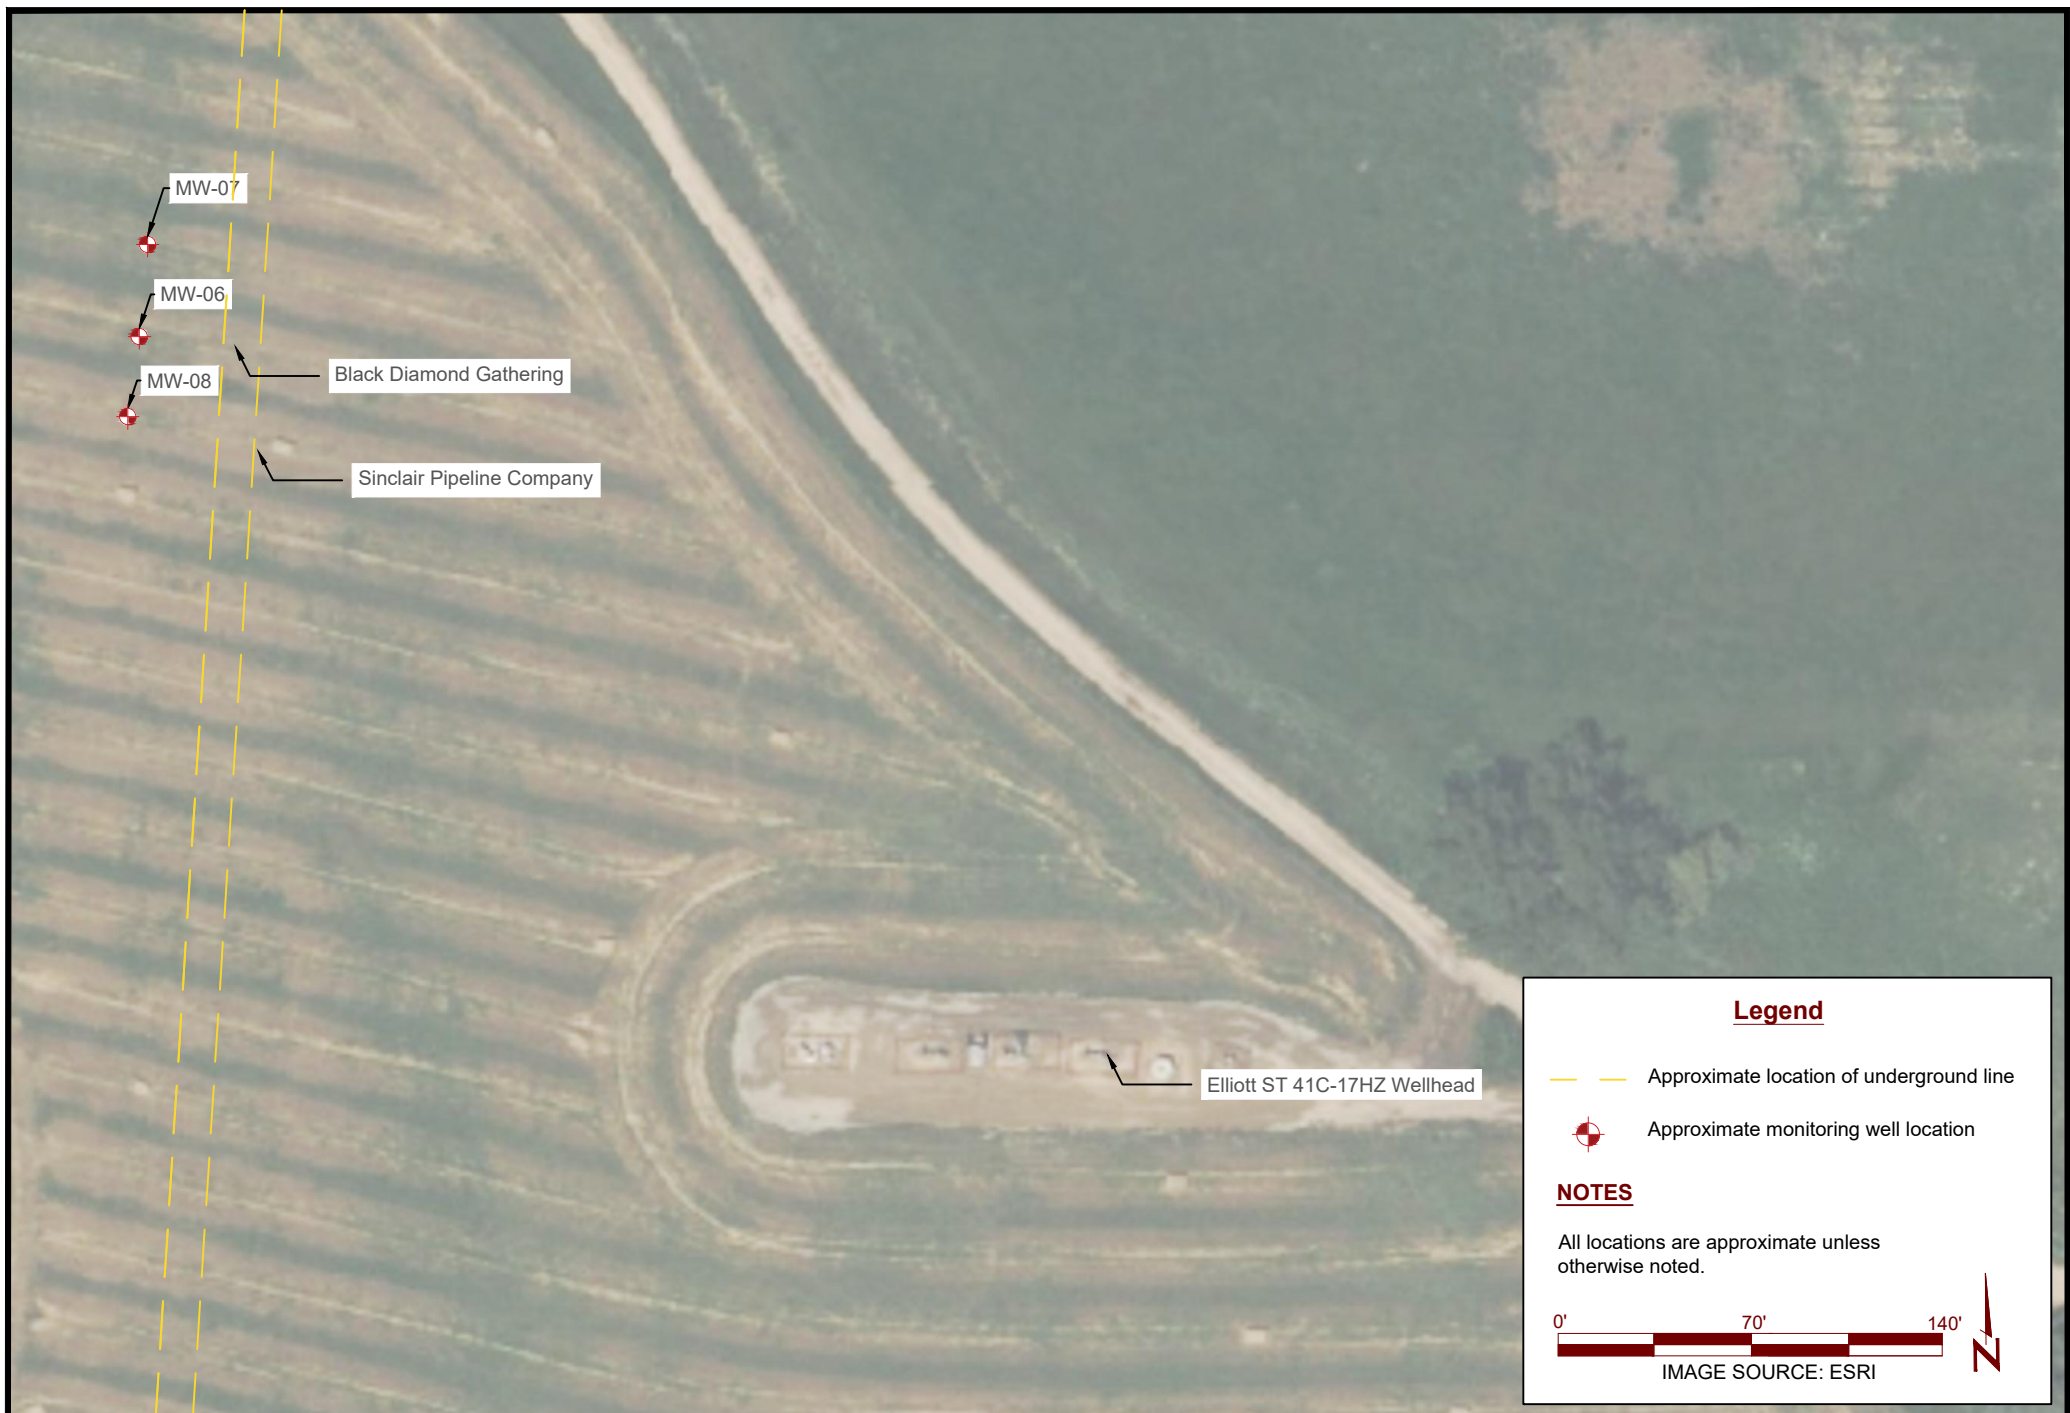 MW-07
MW-06
MW-08
Black Diamond Gathering
Sinclair Pipeline Company
Elliott ST 41C-17HZ Wellhead
Legend
Approximate location of underground line
Approximate monitoring well location
NOTES
All locations are approximate unless
otherwise noted.
0' 70' 140'
N
IMAGE SOURCE: ESRI